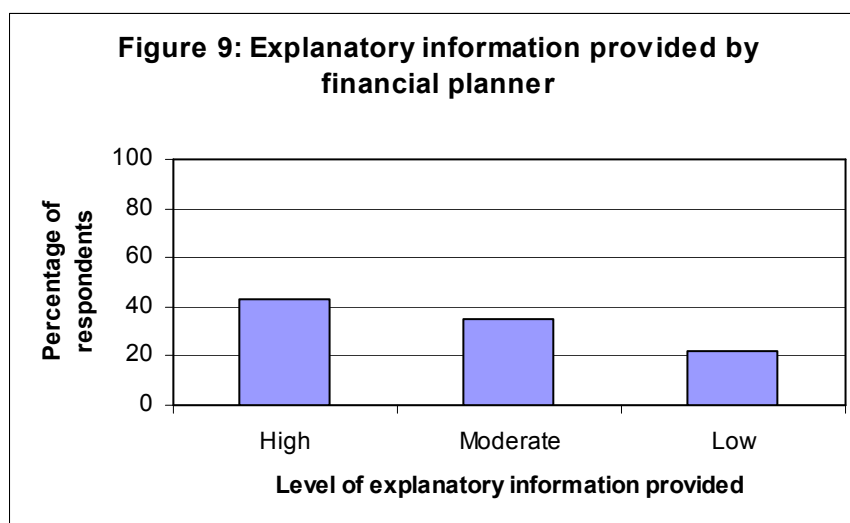 Figure 9: Explanatory information provided by
financial planner
100
80
60
40
20
0
Percentage of
respondents
High Moderate Low
Level of explanatory information provided